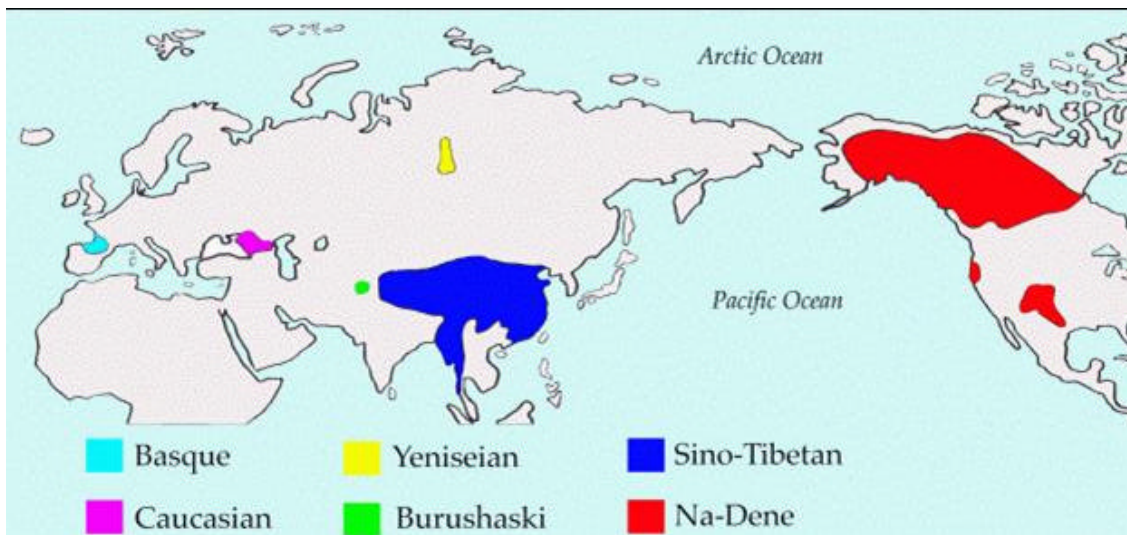 Arctic Ocean
Pacific Ocean
Basque
Yeniseian
Sino-Tibetan
Caucasian
Burushaski
Na-Dene